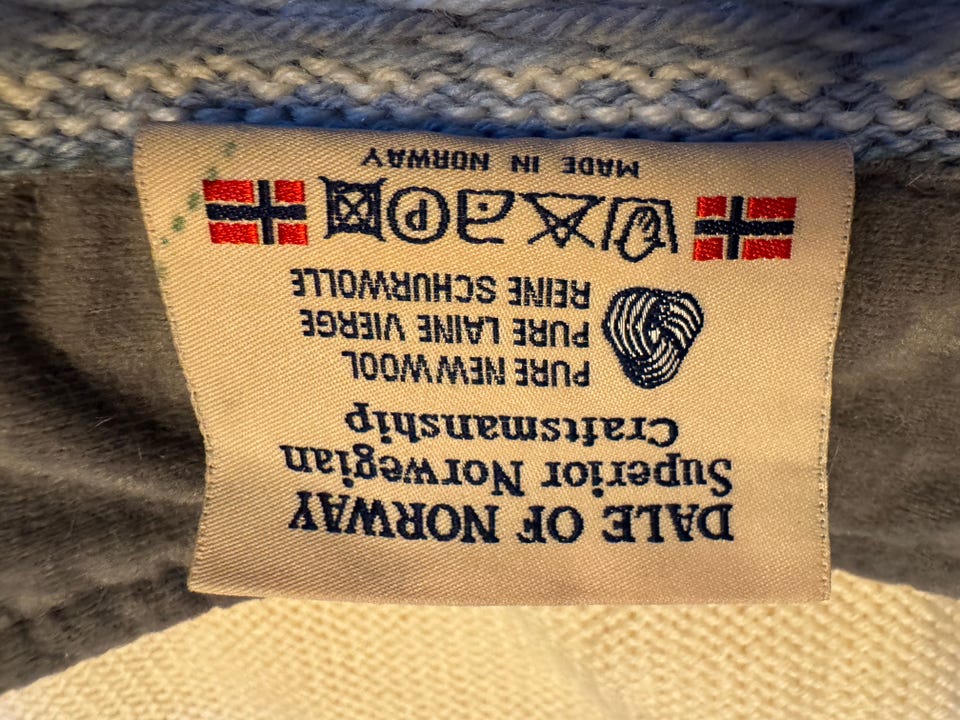 DALE OF NORWAY
Superior Norwegian
Craftsmanship
PURE NEW WOOL
PURE LAINE VIERGE
REINE SCHURWOLLE
P
MADE IN NORWAY